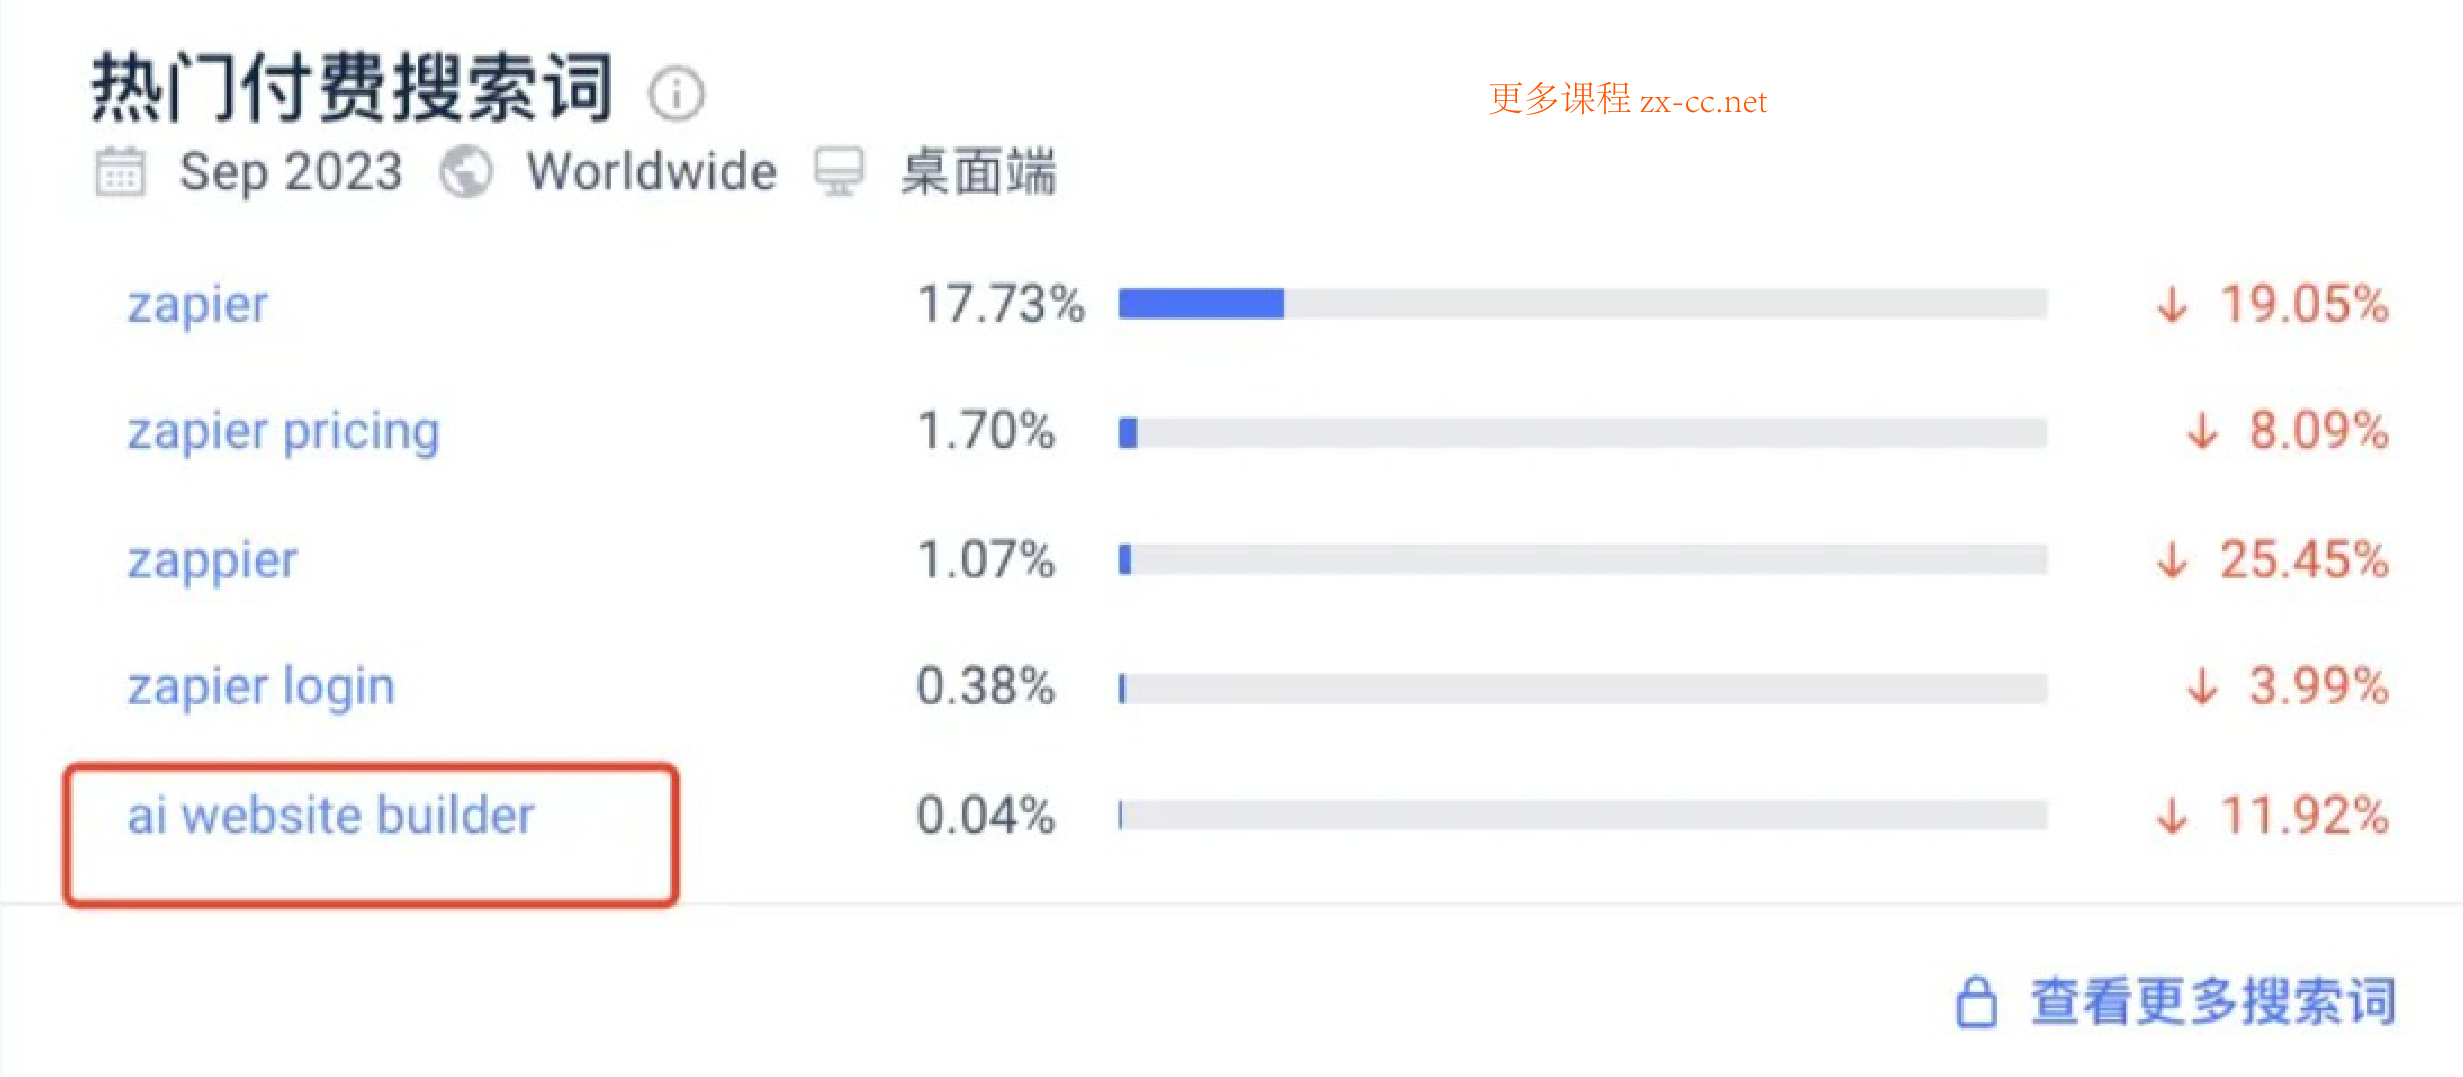 热门付费搜索词
更多课程 zx-cc.net
Sep 2023 Worldwide 桌面端
zapier 17.73% ↓ 19.05%
zapier pricing 1.70% ↓ 8.09%
zappier 1.07% ↓ 25.45%
zapier login 0.38% ↓ 3.99%
ai website builder 0.04% ↓ 11.92%
查看更多搜索词